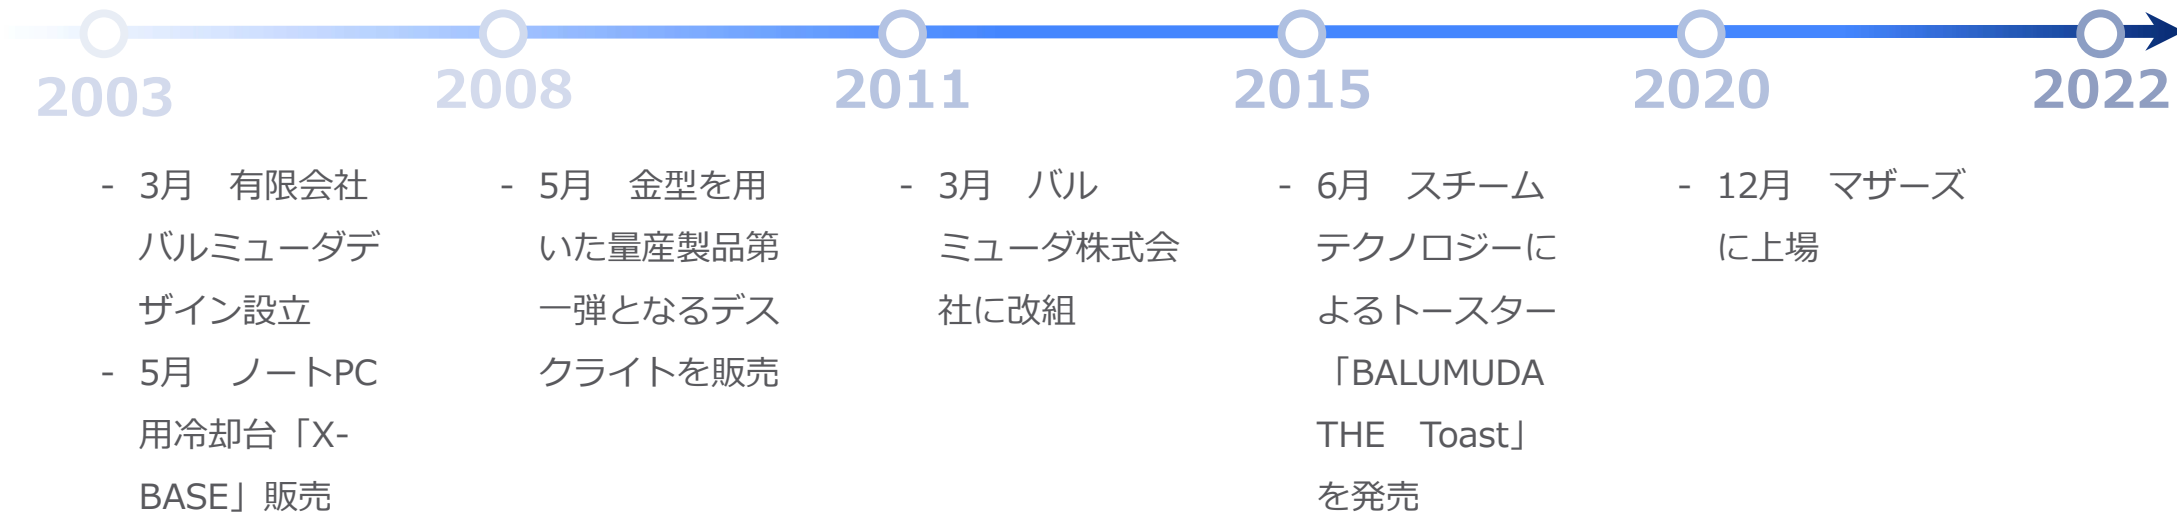 2003
2008
2011
2015
2020
2022
- 3月　有限会社
バルミューダデ
ザイン設立
- 5月　ノートPC
用冷却台「X-
BASE」販売
- 5月　金型を用
いた量産製品第
一弾となるデス
クライトを販売
- 3月　バル
ミューダ株式会
社に改組
- 6月　スチーム
テクノロジーに
よるトースター
「BALUMUDA
THE　Toast」
を発売
- 12月　マザーズ
に上場